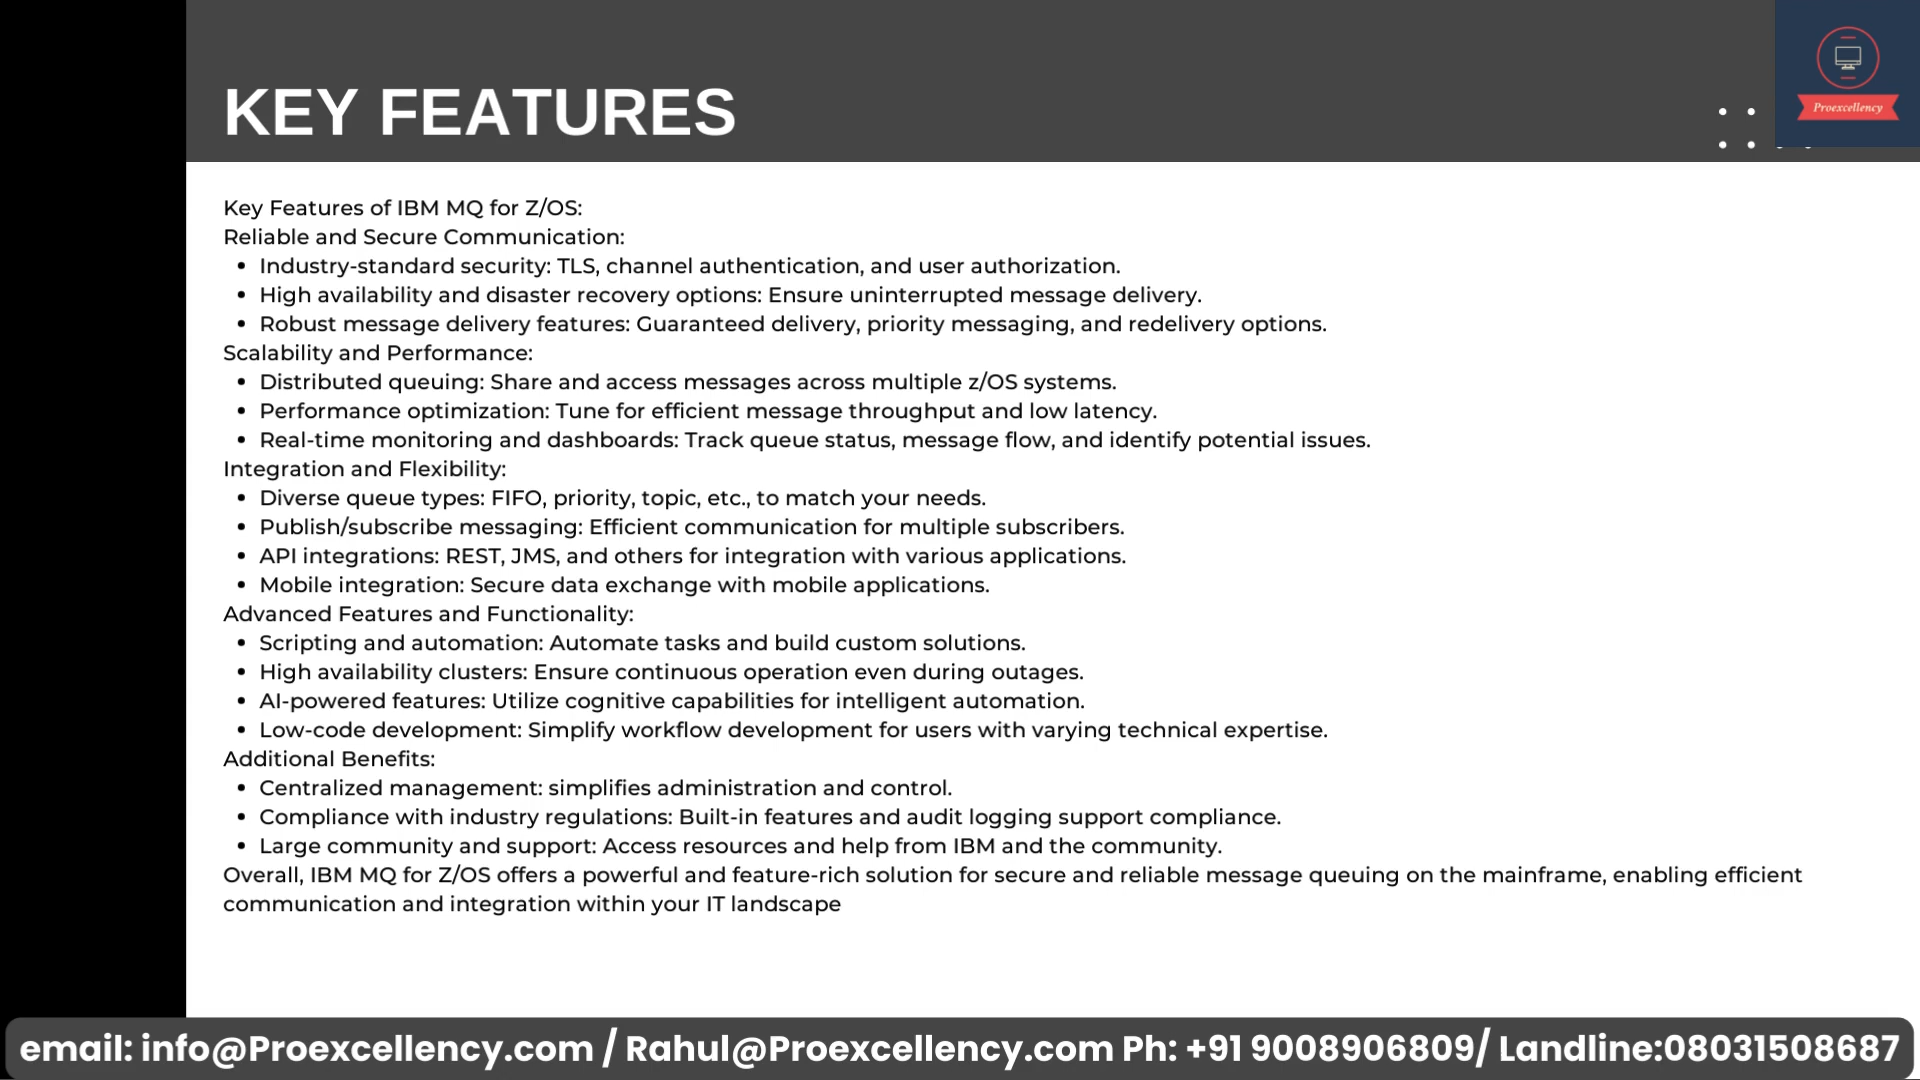 KEY FEATURES
Proexcellency
Key Features of IBM MQ for Z/OS:
Reliable and Secure Communication:
• Industry-standard security: TLS, channel authentication, and user authorization.
• High availability and disaster recovery options: Ensure uninterrupted message delivery.
• Robust message delivery features: Guaranteed delivery, priority messaging, and redelivery options.
Scalability and Performance:
• Distributed queuing: Share and access messages across multiple z/OS systems.
• Performance optimization: Tune for efficient message throughput and low latency.
• Real-time monitoring and dashboards: Track queue status, message flow, and identify potential issues.
Integration and Flexibility:
• Diverse queue types: FIFO, priority, topic, etc., to match your needs.
• Publish/subscribe messaging: Efficient communication for multiple subscribers.
• API integrations: REST, JMS, and others for integration with various applications.
• Mobile integration: Secure data exchange with mobile applications.
Advanced Features and Functionality:
• Scripting and automation: Automate tasks and build custom solutions.
• High availability clusters: Ensure continuous operation even during outages.
• AI-powered features: Utilize cognitive capabilities for intelligent automation.
• Low-code development: Simplify workflow development for users with varying technical expertise.
Additional Benefits:
• Centralized management: simplifies administration and control.
• Compliance with industry regulations: Built-in features and audit logging support compliance.
• Large community and support: Access resources and help from IBM and the community.
Overall, IBM MQ for Z/OS offers a powerful and feature-rich solution for secure and reliable message queuing on the mainframe, enabling efficient
communication and integration within your IT landscape
email: info@Proexcellency.com / Rahul@Proexcellency.com Ph: +91 9008906809/ Landline:08031508687